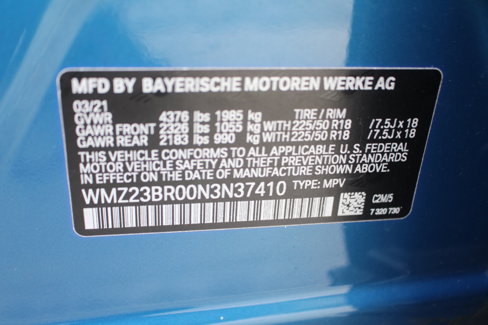 MFD BY BAYERISCHE MOTOREN WERKE AG
03/21
GVWR 4376 lbs 1985 kg TIRE / RIM
GAWR FRONT 2326 lbs 1055 kg WITH 225/50 R18 /7.5J x 18
GAWR REAR 2183 lbs 990 kg WITH 225/50 R18 /7.5J x 18
THIS VEHICLE CONFORMS TO ALL APPLICABLE U. S. FEDERAL
MOTOR VEHICLE SAFETY AND THEFT PREVENTION STANDARDS
IN EFFECT ON THE DATE OF MANUFACTURE SHOWN ABOVE.
WMZ23BR00N3N37410 TYPE: MPV
C2M/5
7 320 730